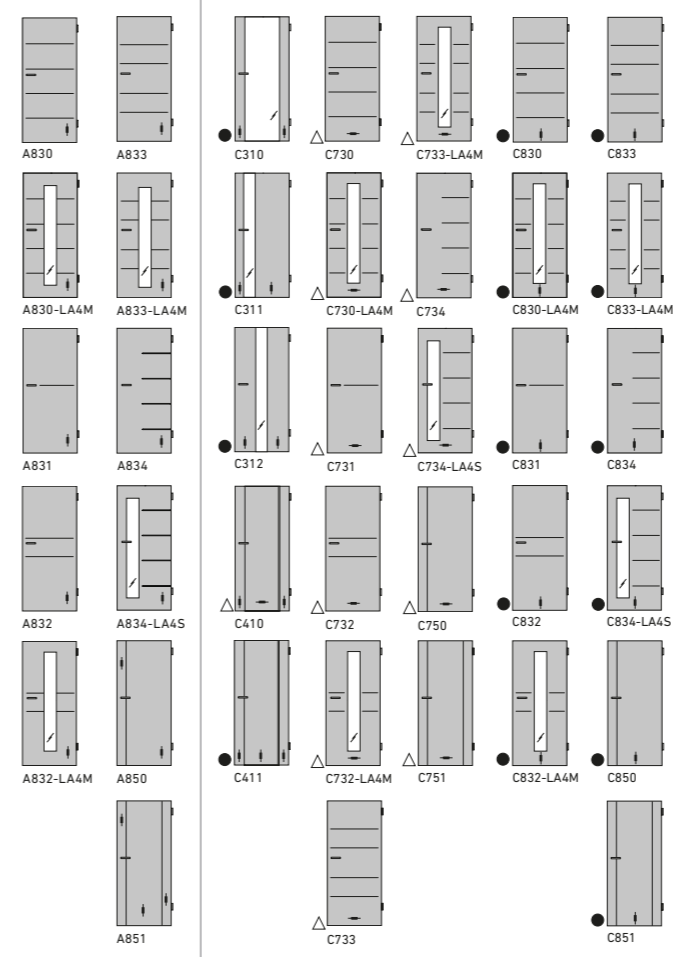 A830 A833 C310 C730 C733-LA4M C830 C833
A830-LA4M A833-LA4M C311 C730-LA4M C734 C830-LA4M C833-LA4M
A831 A834 C312 C731 C734-LA4S C831 C834
A832 A834-LA4S C410 C732 C750 C832 C834-LA4S
A832-LA4M A850 C411 C732-LA4M C751 C832-LA4M C850
A851 C733 C851